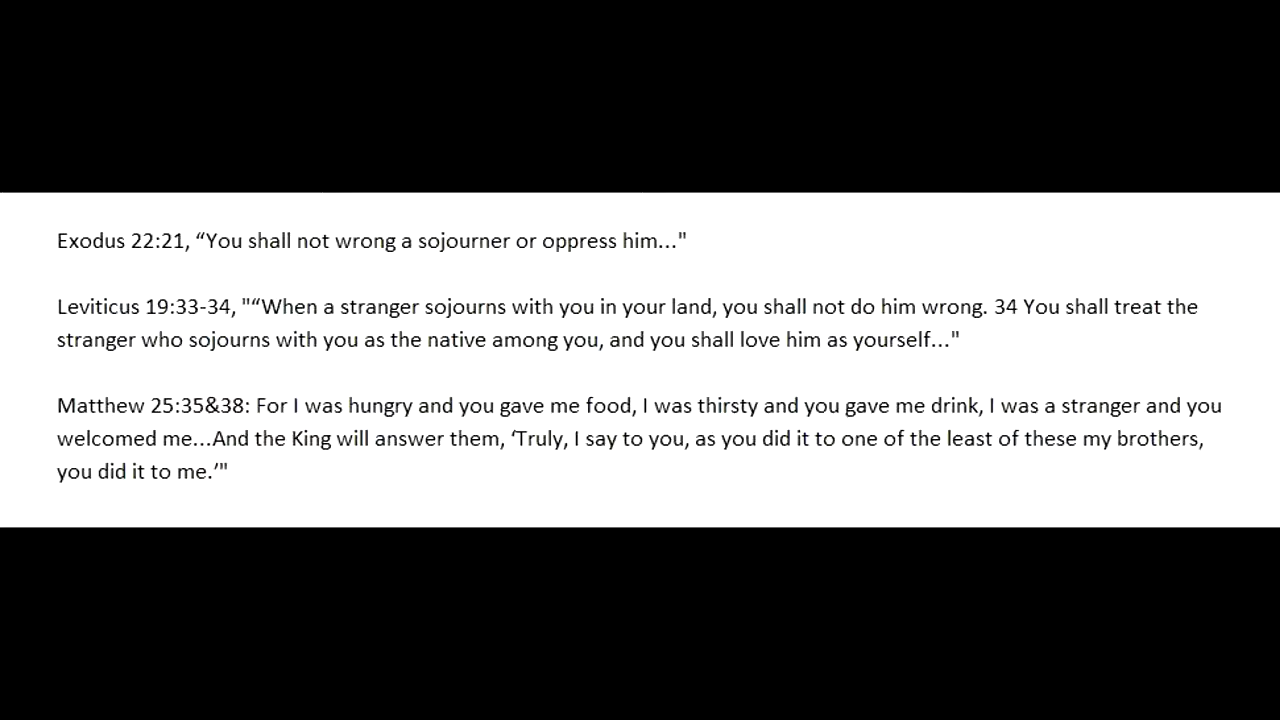 Exodus 22:21, “You shall not wrong a sojourner or oppress him..."
Leviticus 19:33-34, "“When a stranger sojourns with you in your land, you shall not do him wrong. 34 You shall treat the
stranger who sojourns with you as the native among you, and you shall love him as yourself..."
Matthew 25:35&38: For I was hungry and you gave me food, I was thirsty and you gave me drink, I was a stranger and you
welcomed me...And the King will answer them, ‘Truly, I say to you, as you did it to one of the least of these my brothers,
you did it to me.’"